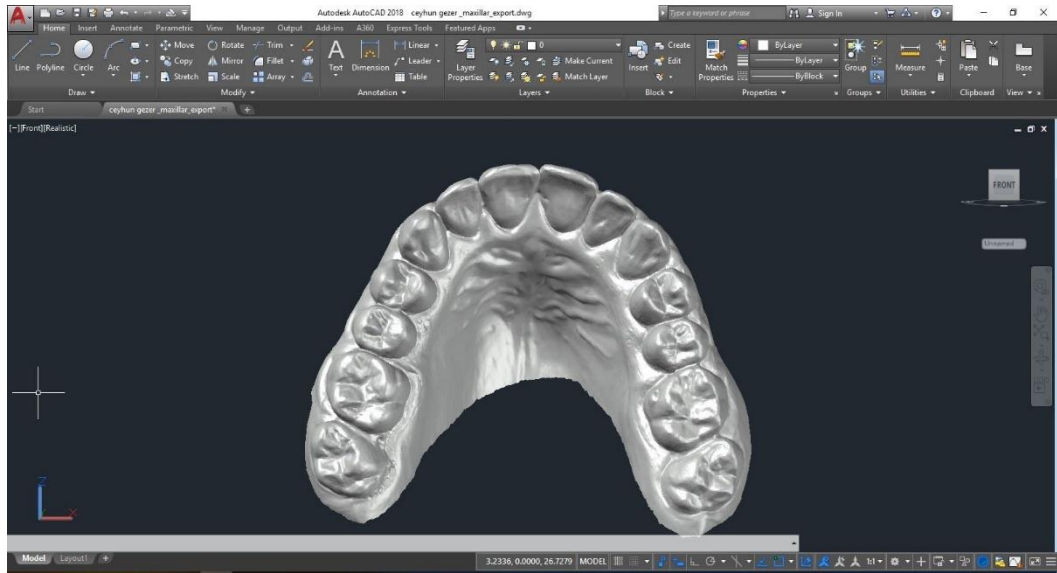 Autodesk AutoCAD 2018 ceyhun gezer _maxillar_export.dwg
Type a keyword or phrase
Sign In
Home Insert Annotate Parametric View Manage Output Add-ins A360 Express Tools Featured Apps
Line Polyline Circle Arc
Move Rotate Trim
Copy Mirror Fillet
Stretch Scale Array
Text Dimension
Linear
Leader
Table
Layer Properties
0
Make Current
Match Layer
Insert
Create
Edit
Match Properties
ByLayer
ByLayer
ByBlock
Group
Measure
Paste
Base
Draw Modify Annotation Layers Block Properties Groups Utilities Clipboard View
Start ceyhun gezer _maxillar_export*
[−][Front][Realistic]
FRONT
Unnamed
Z
X
Model Layout1 +
3.2336, 0.0000, 26.7279 MODEL 1:1